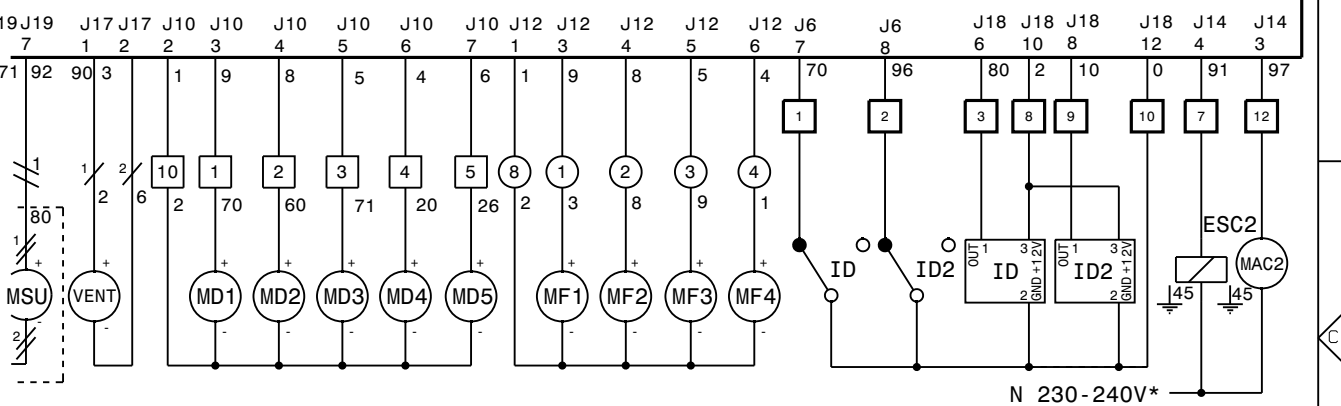 19 J19 J17 J17 J10 J10 J10 J10 J10 J10 J12 J12 J12 J12 J12 J6 J6 J18 J18 J18 J18 J14 J14
7 1 2 2 3 4 5 6 7 1 3 4 5 6 7 8 6 10 8 12 4 3
71 92 90 3 1 9 8 5 4 6 1 9 8 5 4 70 96 80 2 10 0 91 97
1 2 3 8 9 10 7 12
1 1 2 10 1 2 3 4 5 8 1 2 3 4
2 6 2 70 60 71 20 26 2 3 8 9 1
80 ESC2
1 OUT 1 3 +12V OUT 1 3 +12V
+ + + + + + + + + + +
MSU VENT MD1 MD2 MD3 MD4 MD5 MF1 MF2 MF3 MF4 ID ID2 ID ID2 MAC2
2 GND 2 GND 45 45
- - - - - - - - - - -
2
C
N 230-240V*